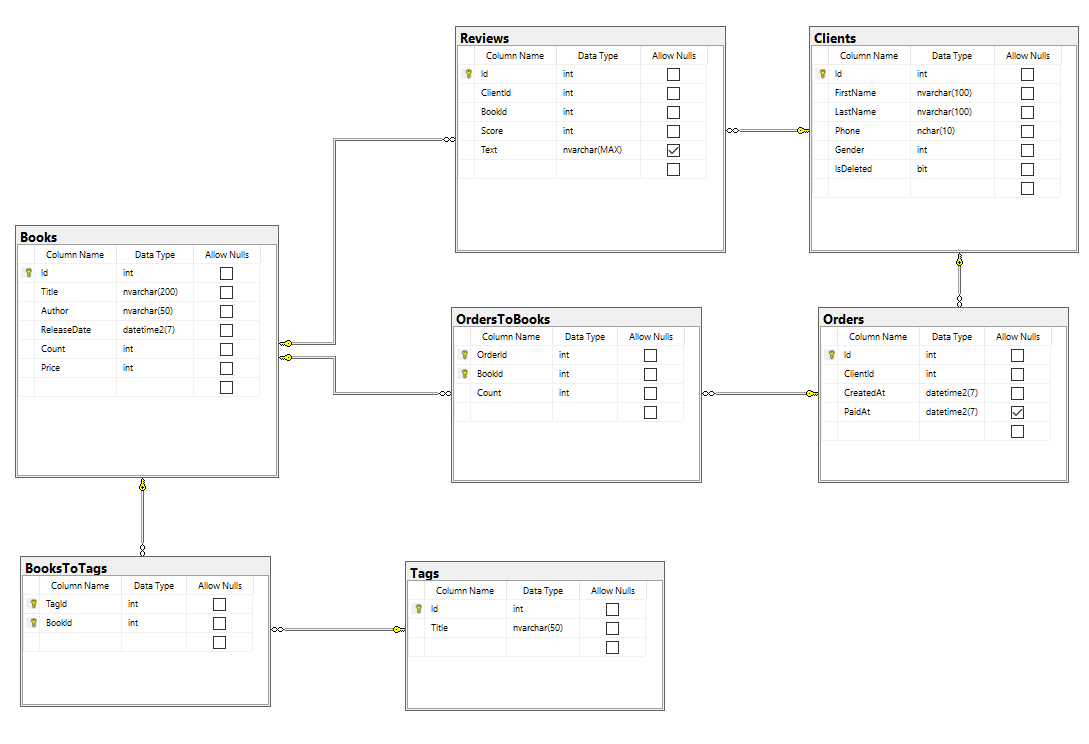 Reviews
Column Name Data Type Allow Nulls
Id int
ClientId int
BookId int
Score int
Text nvarchar(MAX)
Clients
Column Name Data Type Allow Nulls
Id int
FirstName nvarchar(100)
LastName nvarchar(100)
Phone nchar(10)
Gender int
IsDeleted bit
Books
Column Name Data Type Allow Nulls
Id int
Title nvarchar(200)
Author nvarchar(50)
ReleaseDate datetime2(7)
Count int
Price int
OrdersToBooks
Column Name Data Type Allow Nulls
OrderId int
BookId int
Count int
Orders
Column Name Data Type Allow Nulls
Id int
ClientId int
CreatedAt datetime2(7)
PaidAt datetime2(7)
BooksToTags
Column Name Data Type Allow Nulls
TagId int
BookId int
Tags
Column Name Data Type Allow Nulls
Id int
Title nvarchar(50)